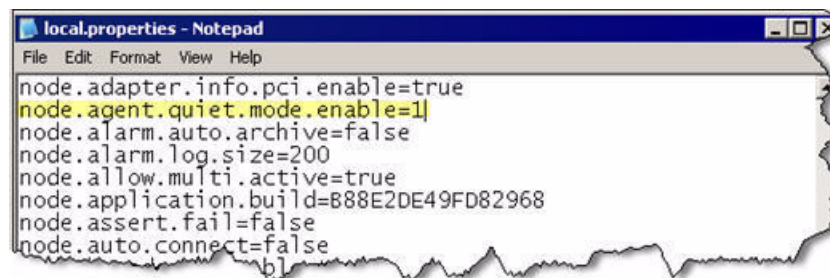 local.properties - Notepad
File Edit Format View Help
node.adapter.info.pci.enable=true
node.agent.quiet.mode.enable=1
node.alarm.auto.archive=false
node.alarm.log.size=200
node.allow.multi.active=true
node.application.build=B88E2DE49FD82968
node.assert.fail=false
node.auto.connect=false